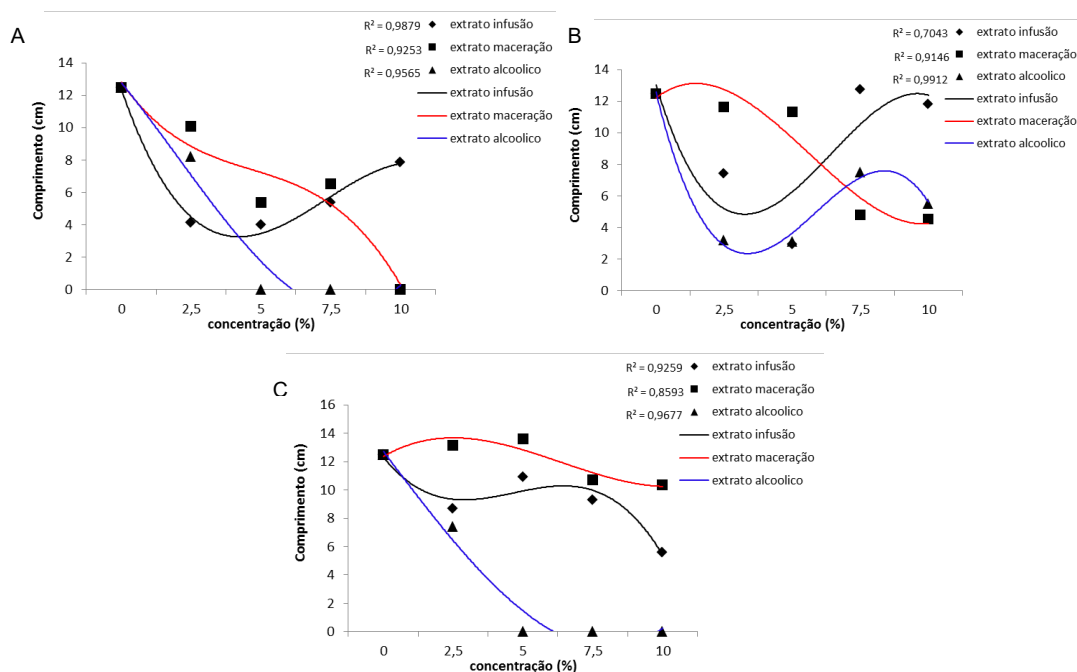 A
R² = 0,9879 extrato infusão
R² = 0,9253 extrato maceração
R² = 0,9565 extrato alcoolico
extrato infusão
extrato maceração
extrato alcoolico
Comprimento (cm)
14
12
10
8
6
4
2
0
0 2,5 5 7,5 10
concentração (%)
B
R² = 0,7043 extrato infusão
R² = 0,9146 extrato maceração
R² = 0,9912 extrato alcoolico
extrato infusão
extrato maceração
extrato alcoolico
Comprimento (cm)
14
12
10
8
6
4
2
0
0 2,5 5 7,5 10
concentração (%)
C
R² = 0,9259 extrato infusão
R² = 0,8593 extrato maceração
R² = 0,9677 extrato alcoolico
extrato infusão
extrato maceração
extrato alcoolico
Comprimento (cm)
16
14
12
10
8
6
4
2
0
0 2,5 5 7,5 10
concentração (%)